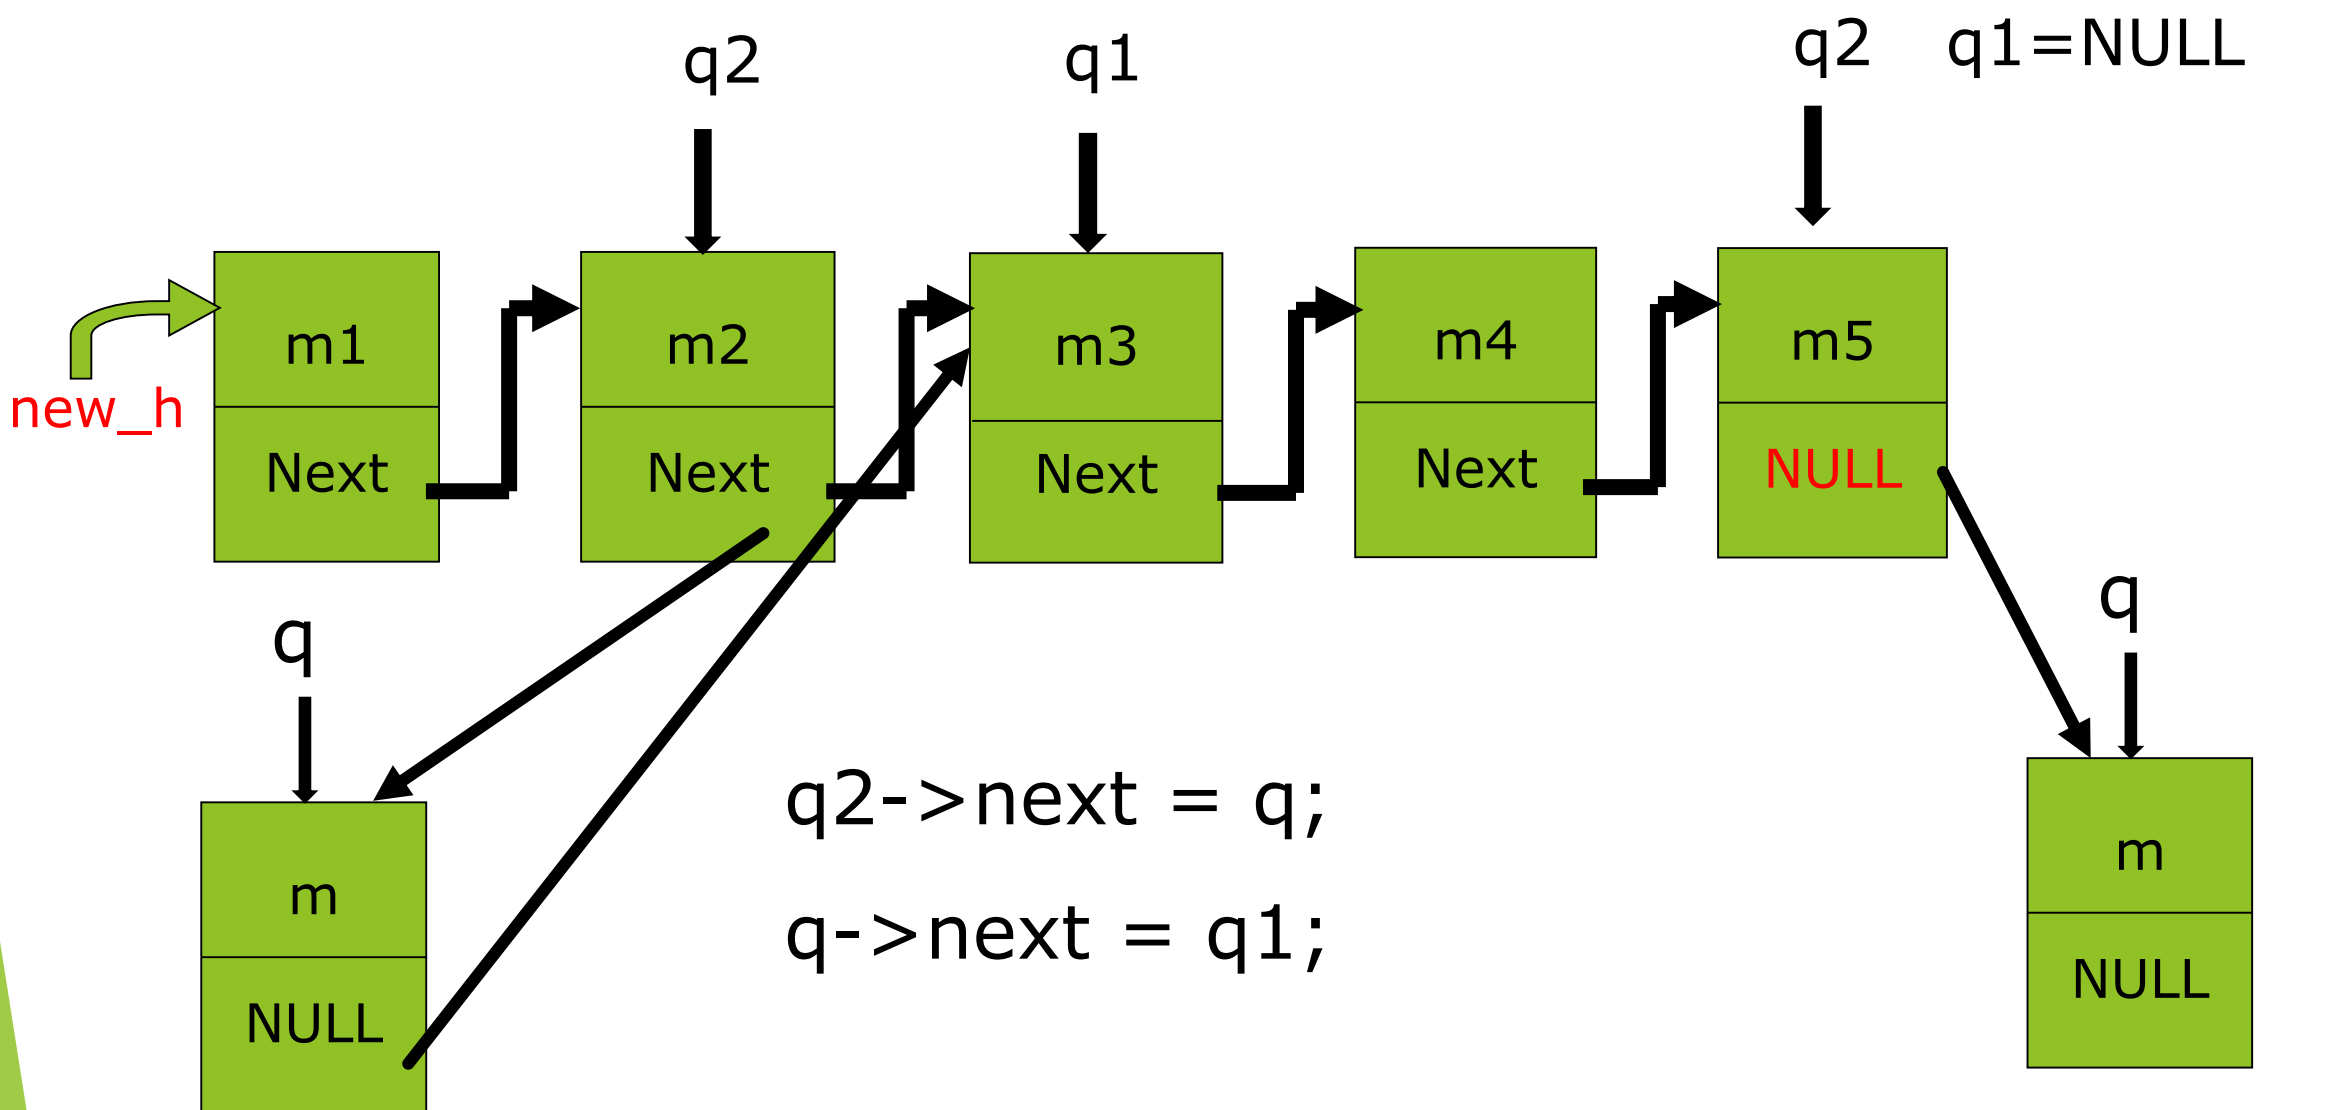 q2 q1 q2 q1=NULL
m1 m2 m3 m4 m5
new_h
Next Next Next Next NULL
q q
q2->next = q;
m m
q->next = q1;
NULL NULL